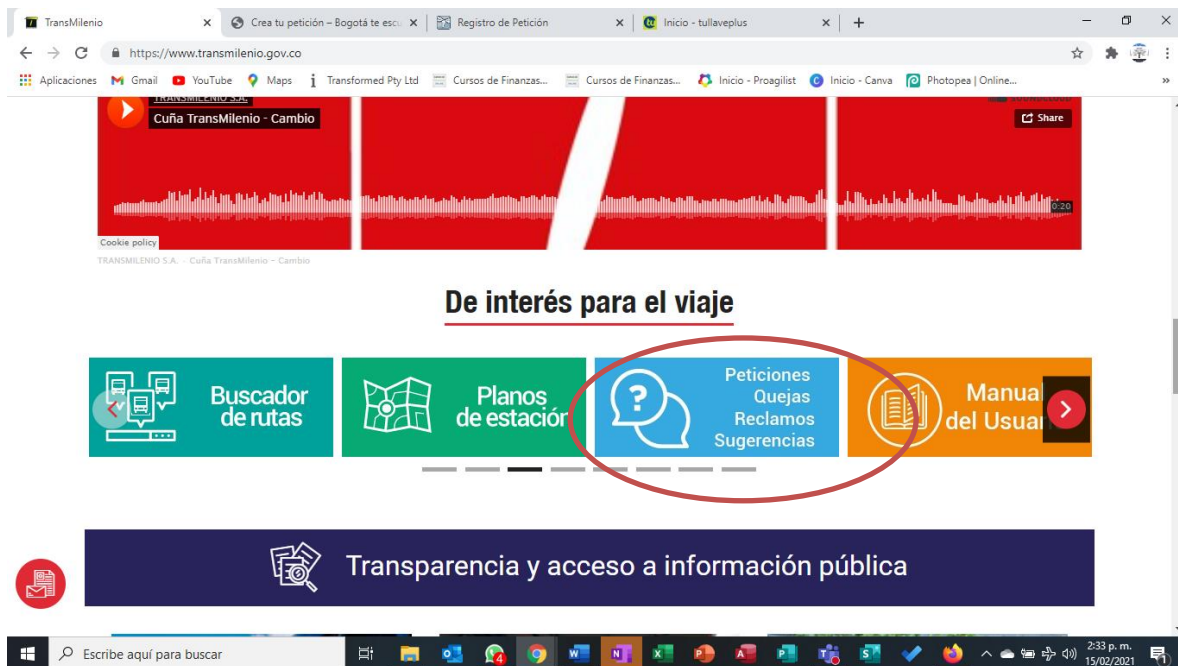 TransMilenio
Crea tu petición – Bogotá te escu
Registro de Petición
Inicio - tullaveplus
https://www.transmilenio.gov.co
Aplicaciones
Gmail
YouTube
Maps
Transformed Pty Ltd
Cursos de Finanzas...
Cursos de Finanzas...
Inicio - Proagilist
Inicio - Canva
Photopea | Online...
TRANSMILENIO S.A.
SOUNDCLOUD
Cuña TransMilenio - Cambio
Share
0:20
Cookie policy
TRANSMILENIO S.A. · Cuña TransMilenio – Cambio
De interés para el viaje
Buscador
de rutas
Planos
de estación
Peticiones
Quejas
Reclamos
Sugerencias
Manua
del Usuar
Transparencia y acceso a información pública
Escribe aquí para buscar
4
2:33 p. m.
15/02/2021